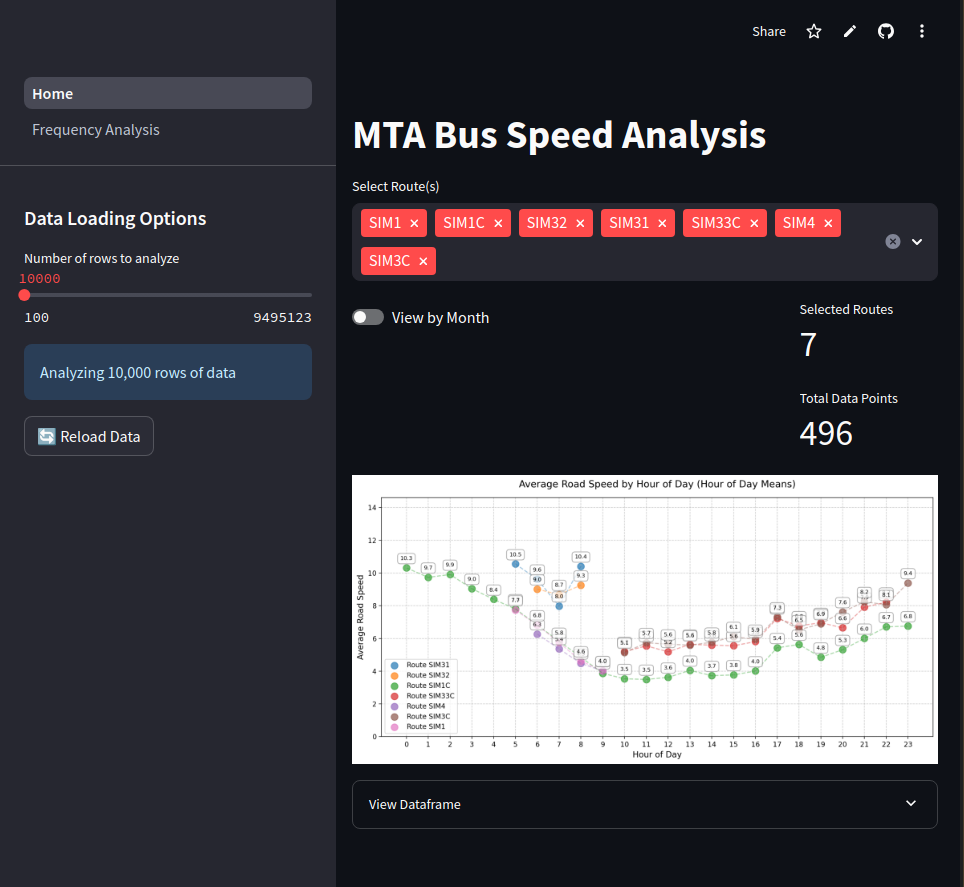 Share
Home
Frequency Analysis
Data Loading Options
Number of rows to analyze
10000
100 9495123
Analyzing 10,000 rows of data
Reload Data
MTA Bus Speed Analysis
Select Route(s)
SIM1 × SIM1C × SIM32 × SIM31 × SIM33C × SIM4 ×
SIM3C ×
View by Month
Selected Routes
7
Total Data Points
496
Average Road Speed by Hour of Day (Hour of Day Means)
Average Road Speed
14
12
10
8
6
4
2
0
10.3 9.7 9.9 9.0 8.4 7.7
10.5 9.6 8.7 10.4
9.0 8.0 9.3
6.8 5.8 4.6 4.0
6.3
5.1 5.7 5.6 5.6 5.8 6.1 5.9 7.3 6.5 6.9 7.6 8.2 8.1 9.4
5.2 5.6 6.6
3.5 3.5 3.6 4.0 3.7 3.8 4.0 5.4 5.6 4.8 5.3 6.0 6.7 6.8
Route SIM31
Route SIM32
Route SIM1C
Route SIM33C
Route SIM4
Route SIM3C
Route SIM1
0 1 2 3 4 5 6 7 8 9 10 11 12 13 14 15 16 17 18 19 20 21 22 23
Hour of Day
View Dataframe